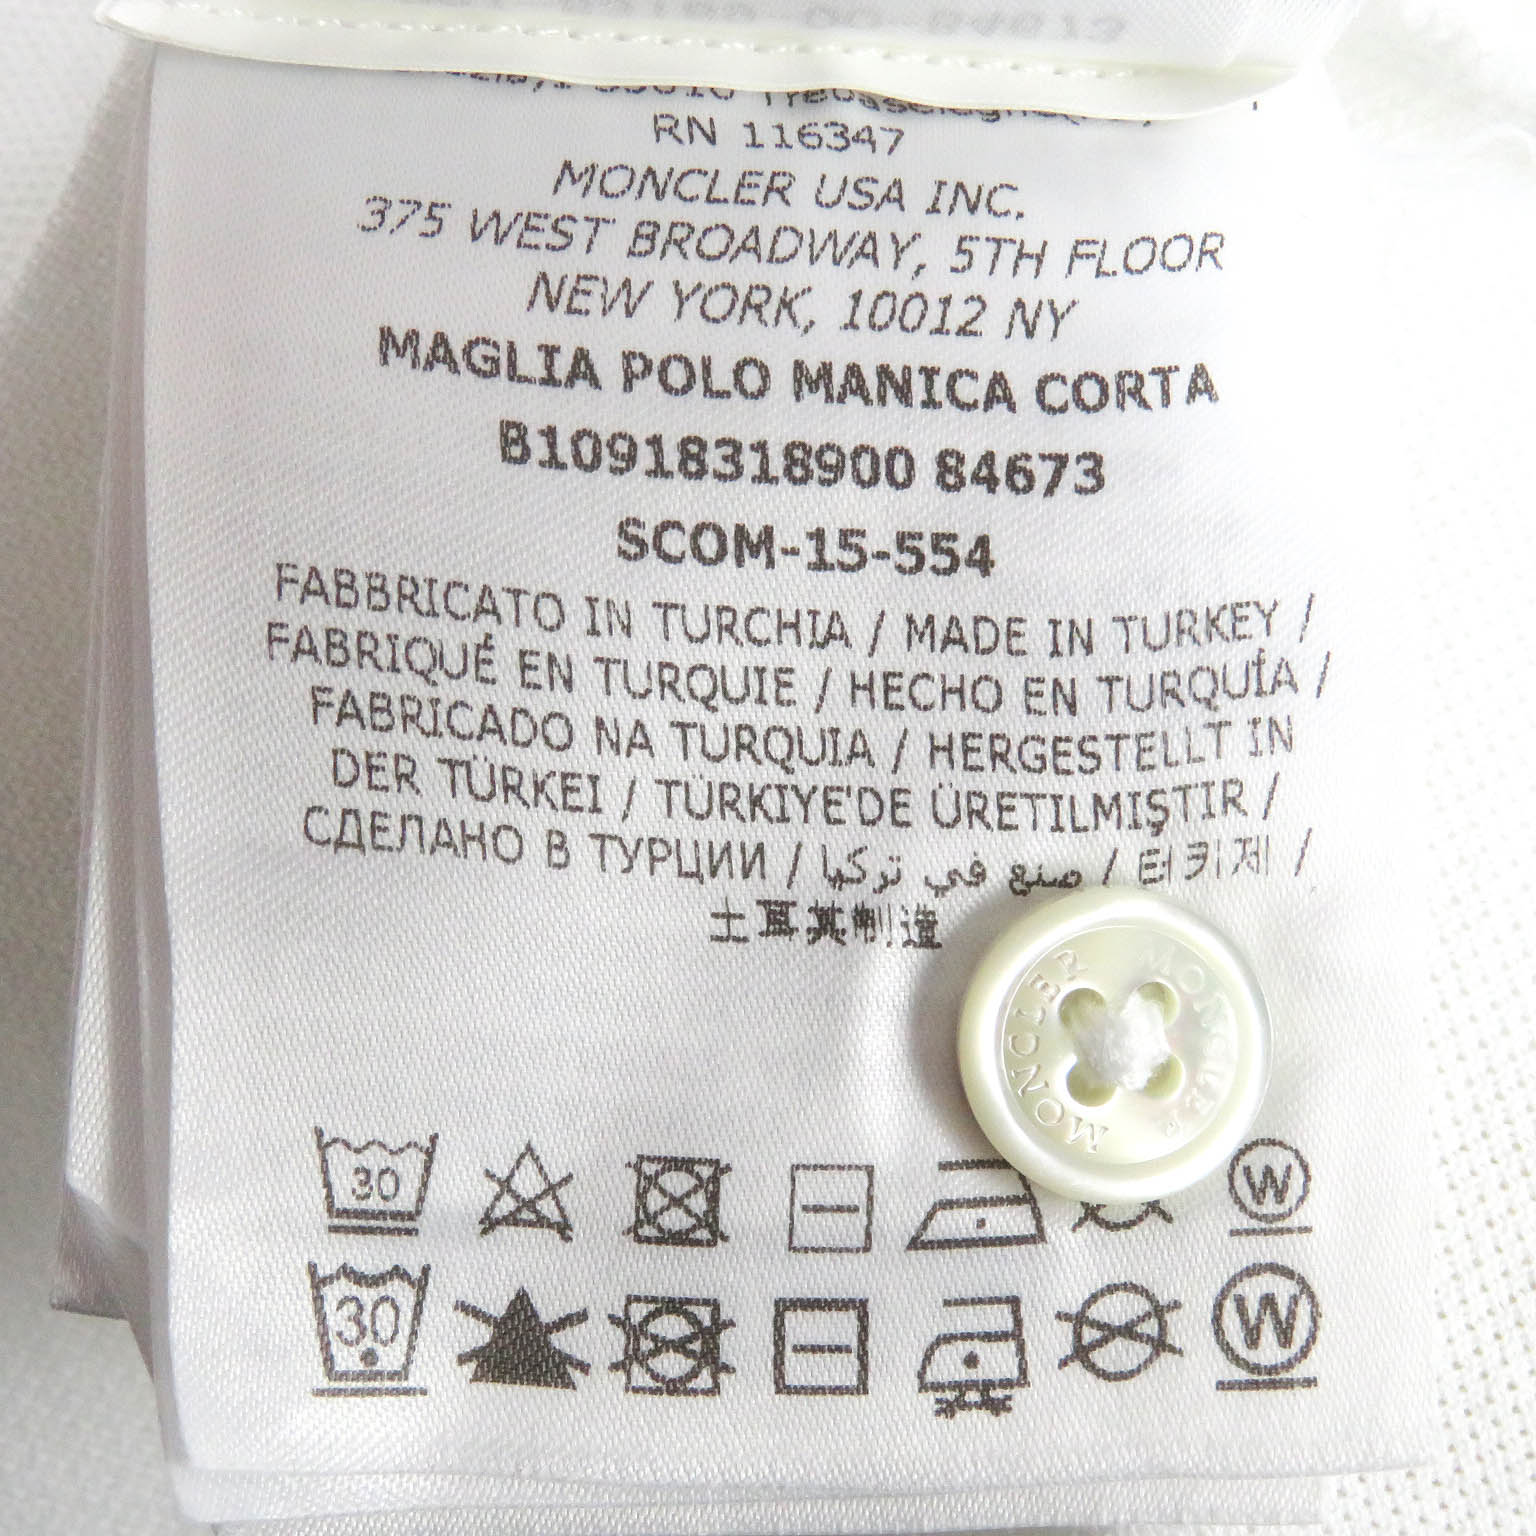 RN 116347
MONCLER USA INC.
375 WEST BROADWAY, 5TH FLOOR
NEW YORK, 10012 NY
MAGLIA POLO MANICA CORTA
B10918318900 84673
SCOM-15-554
FABBRICATO IN TURCHIA / MADE IN TURKEY /
FABRIQUÉ EN TURQUIE / HECHO EN TURQUÍA /
FABRICADO NA TURQUIA / HERGESTELLT IN
DER TÜRKEI / TÜRKIYE'DE ÜRETILMIŞTIR /
СДЕЛАНО В ТУРЦИИ / صنع في تركيا / 터키제 /
土耳其制造
MONCLER MONCLER
30 W
30 W